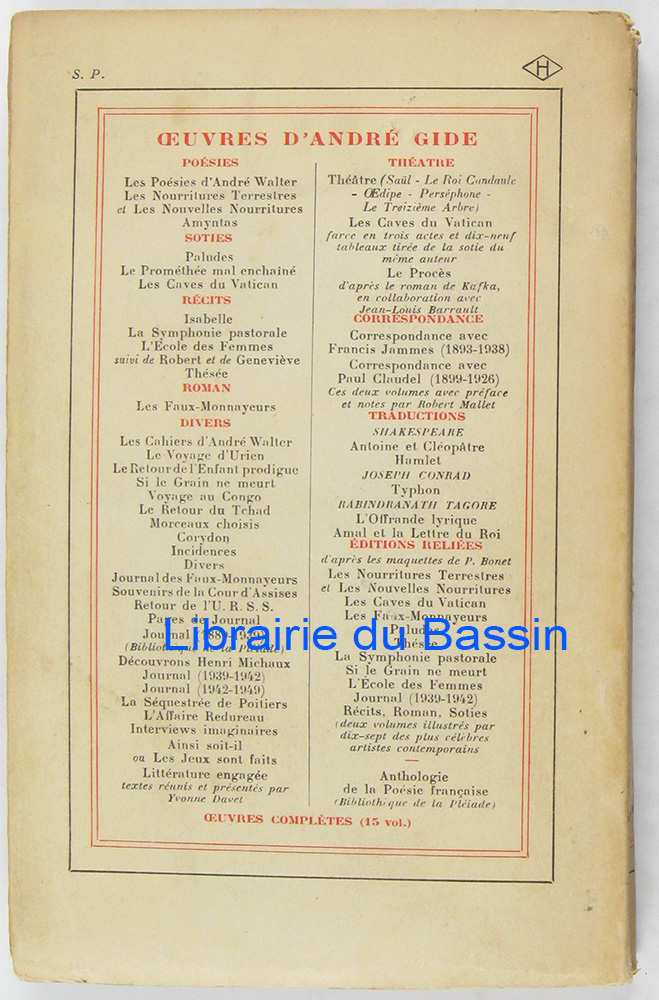 S. P.
H
ŒUVRES D'ANDRÉ GIDE
POÉSIES
Les Poésies d'André Walter
Les Nourritures Terrestres
et Les Nouvelles Nourritures
Amyntas
SOTIES
Paludes
Le Prométhée mal enchaîné
Les Caves du Vatican
RÉCITS
Isabelle
La Symphonie pastorale
L'École des Femmes
suivi de Robert et de Geneviève
Thésée
ROMAN
Les Faux-Monnayeurs
DIVERS
Les Cahiers d'André Walter
Le Voyage d'Urien
Le Retour de l'Enfant prodigue
Si le Grain ne meurt
Voyage au Congo
Le Retour du Tchad
Morceaux choisis
Corydon
Incidences
Divers
Journal des Faux-Monnayeurs
Souvenirs de la Cour d'Assises
Retour de l'U. R. S. S.
Pages de Journal
Journal (1889-1939)
(Bibliothèque de la Pléiade)
Découvrons Henri Michaux
Journal (1939-1942)
Journal (1942-1949)
La Séquestrée de Poitiers
L'Affaire Redureau
Interviews imaginaires
Ainsi soit-il
ou Les Jeux sont faits
Littérature engagée
textes réunis et présentés par
Yvonne Davet
THÉATRE
Théâtre (Saül - Le Roi Candaule
- Œdipe - Perséphone -
Le Treizième Arbre)
Les Caves du Vatican
farce en trois actes et dix-neuf
tableaux tirée de la sotie du
même auteur
Le Procès
d'après le roman de Kafka,
en collaboration avec
Jean-Louis Barrault
CORRESPONDANCE
Correspondance avec
Francis Jammes (1893-1938)
Correspondance avec
Paul Claudel (1899-1926)
Ces deux volumes avec préface
et notes par Robert Mallet
TRADUCTIONS
SHAKESPEARE
Antoine et Cléopâtre
Hamlet
JOSEPH CONRAD
Typhon
RABINDRANATH TAGORE
L'Offrande lyrique
Amal et la Lettre du Roi
ÉDITIONS RELIÉES
d'après les maquettes de P. Bonet
Les Nourritures Terrestres
et Les Nouvelles Nourritures
Les Caves du Vatican
Les Faux-Monnayeurs
Paludes
Thésée
La Symphonie pastorale
Si le Grain ne meurt
L'École des Femmes
Journal (1939-1942)
Récits, Roman, Soties
(deux volumes illustrés par
dix-sept des plus célèbres
artistes contemporains
Anthologie
de la Poésie française
(Bibliothèque de la Pléiade)
ŒUVRES COMPLÈTES (15 vol.)
Librairie du Bassin